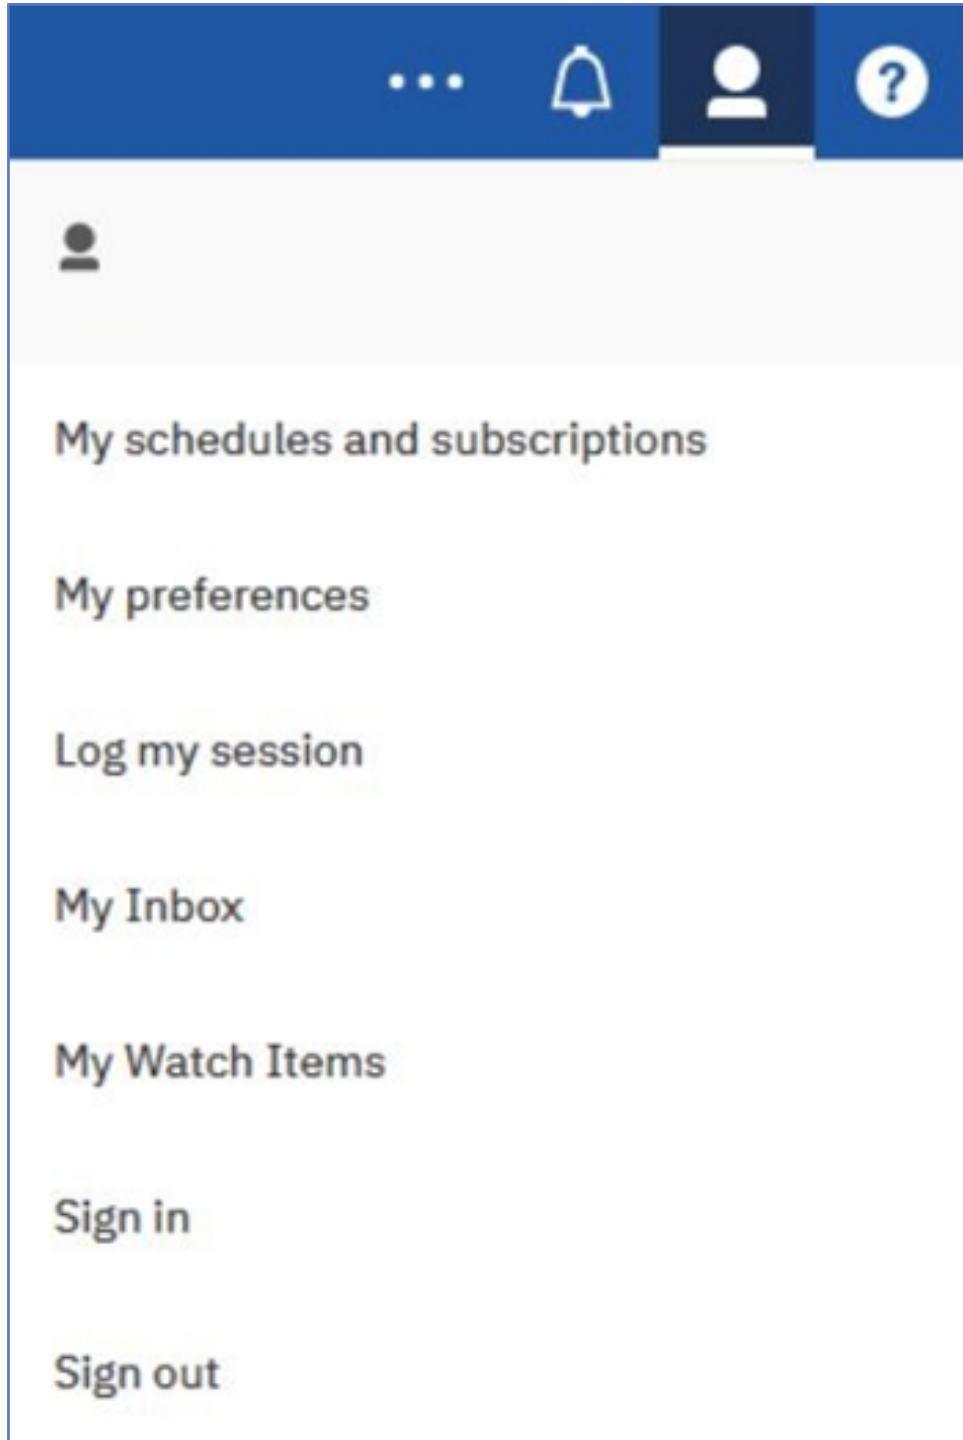 ?
My schedules and subscriptions
My preferences
Log my session
My Inbox
My Watch Items
Sign in
Sign out